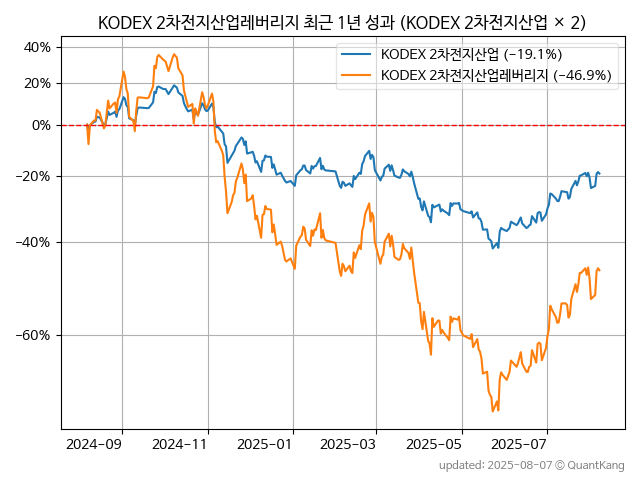 KODEX 2차전지산업레버리지 최근 1년 성과 (KODEX 2차전지산업 × 2)
KODEX 2차전지산업 (−19.1%)
KODEX 2차전지산업레버리지 (−46.9%)
40%
20%
0%
−20%
−40%
−60%
2024-09 2024-11 2025-01 2025-03 2025-05 2025-07
updated: 2025-08-07 © QuantKang